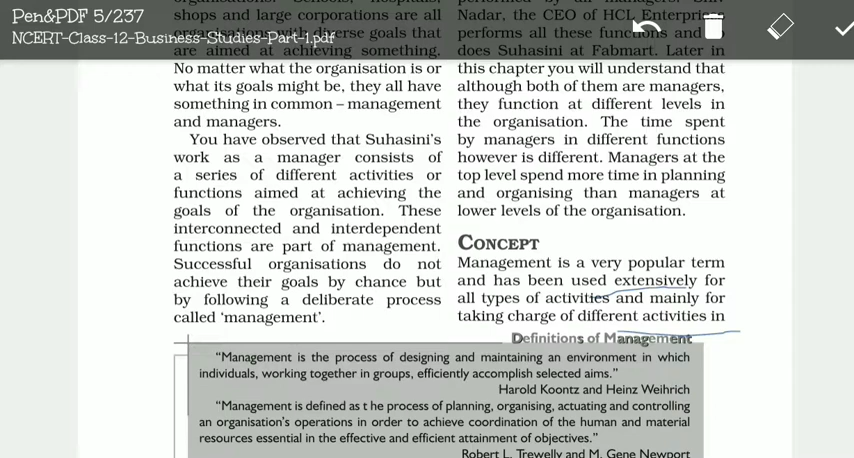 Pen&PDF 5/237
NCERT-Class-12-Business-Studies-Part-1.pdf
shops and large corporations are all
are aimed at achieving something.
No matter what the organisation is or
what its goals might be, they all have
something in common – management
and managers.
You have observed that Suhasini's
work as a manager consists of
a series of different activities or
functions aimed at achieving the
goals of the organisation. These
interconnected and interdependent
functions are part of management.
Successful organisations do not
achieve their goals by chance but
by following a deliberate process
called 'management'.
Nadar, the CEO of HCL Enterpri
performs all these functions and
does Suhasini at Fabmart. Later in
this chapter you will understand that
although both of them are managers,
they function at different levels in
the organisation. The time spent
by managers in different functions
however is different. Managers at the
top level spend more time in planning
and organising than managers at
lower levels of the organisation.
CONCEPT
Management is a very popular term
and has been used extensively for
all types of activities and mainly for
taking charge of different activities in
Definitions of Management
"Management is the process of designing and maintaining an environment in which
individuals, working together in groups, efficiently accomplish selected aims."
Harold Koontz and Heinz Weihrich
"Management is defined as t he process of planning, organising, actuating and controlling
an organisation's operations in order to achieve coordination of the human and material
resources essential in the effective and efficient attainment of objectives."
Robert L. Trewelly and M. Gene Newport